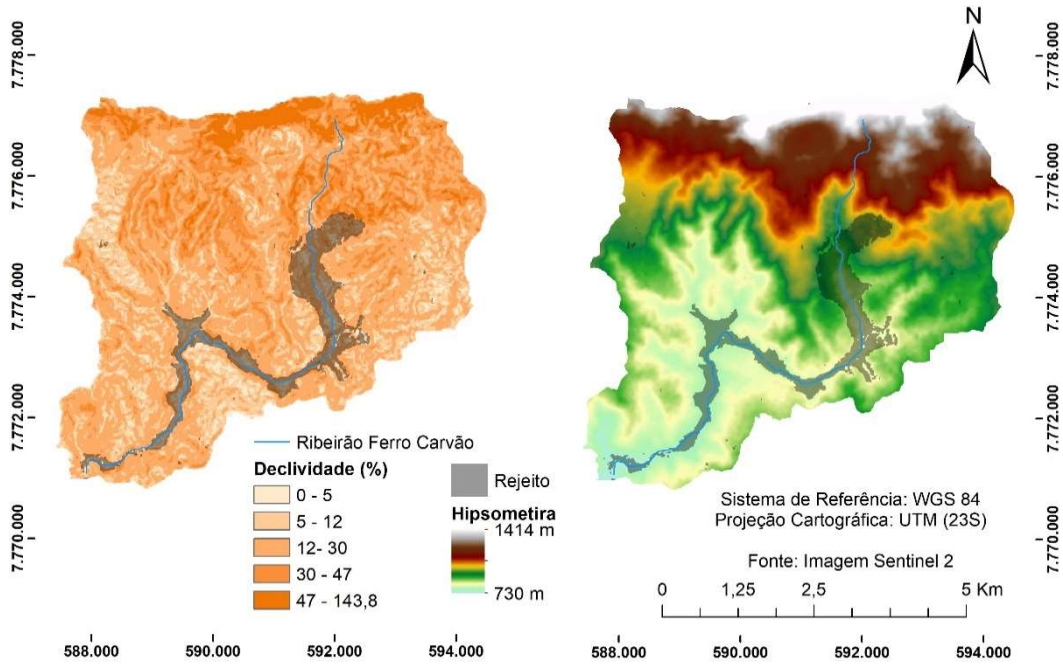 N
7.778.000
7.776.000
7.774.000
7.772.000
7.770.000
7.778.000
7.776.000
7.774.000
7.772.000
7.770.000
Ribeirão Ferro Carvão
Declividade (%)
0 - 5
5 - 12
12- 30
30 - 47
47 - 143,8
Rejeito
Hipsometira
1414 m
730 m
Sistema de Referência: WGS 84
Projeção Cartográfica: UTM (23S)
Fonte: Imagem Sentinel 2
0 1,25 2,5 5 Km
588.000 590.000 592.000 594.000 588.000 590.000 592.000 594.000